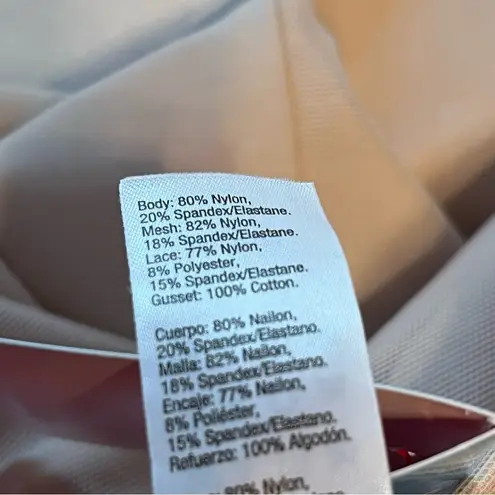 Body: 80% Nylon,
20% Spandex/Elastane.
Mesh: 82% Nylon,
18% Spandex/Elastane.
Lace: 77% Nylon,
8% Polyester,
15% Spandex/Elastane.
Gusset: 100% Cotton.
Cuerpo: 80% Nailon,
20% Spandex/Elastano.
Malla: 82% Nailon,
18% Spandex/Elastano.
Encaje: 77% Nailon,
8% Poliéster,
15% Spandex/Elastano.
Refuerzo: 100% Algodón.
80% Nylon,